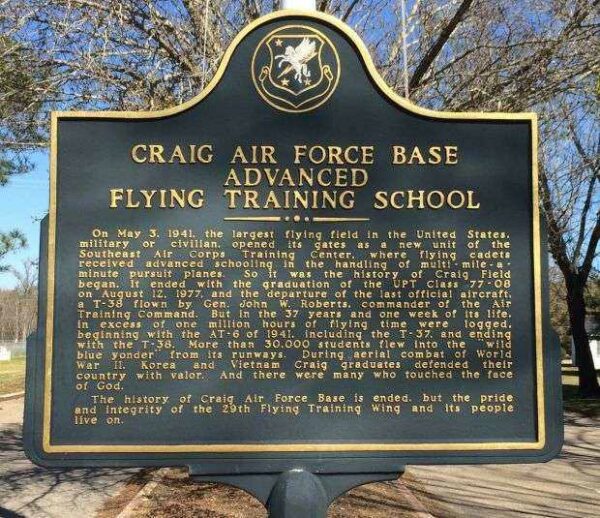 CRAIG AIR FORCE BASE
ADVANCED
FLYING TRAINING SCHOOL
On May 3, 1941, the largest flying field in the United States,
military or civilian, opened its gates as a new unit of the
Southeast Air Corps Training Center, where flying cadets
received advanced schooling in the handling of multi-mile-a-
minute pursuit planes. So it was the history of Craig Field
began. It ended with the graduation of the UPT Class 77-08
on August 12, 1977, and the departure of the last official aircraft,
a T-38 flown by Gen. John W. Roberts, commander of the Air
Training Command. But in the 37 years and one week of its life,
in excess of one million hours of flying time were logged,
beginning with the AT-6 of 1941, including the T-37, and ending
with the T-38. More than 30,000 students flew into the "wild
blue yonder" from its runways. During aerial combat of World
War II, Korea and Vietnam Craig graduates defended their
country with valor. And there were many who touched the face
of God.
The history of Craig Air Force Base is ended, but the pride
and integrity of the 29th Flying Training Wing and its people
live on.